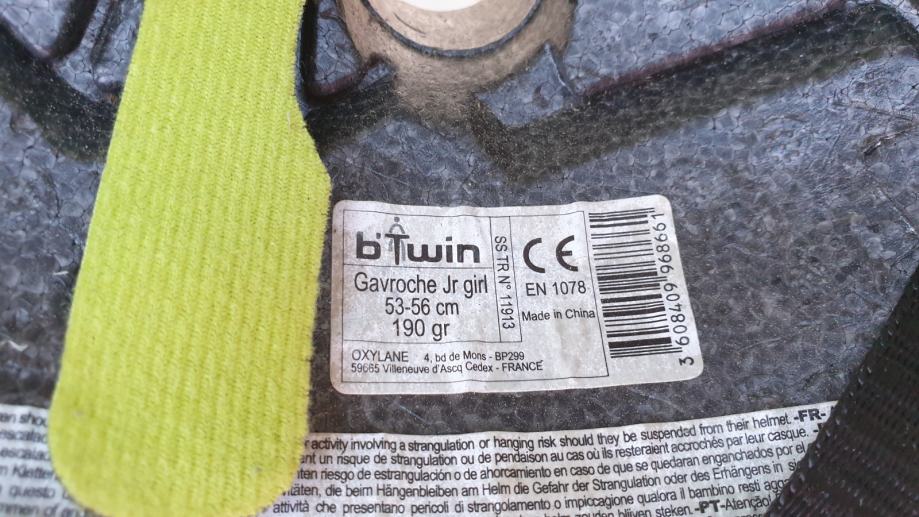 b'Twin
Gavroche Jr girl
53-56 cm
190 gr
SS.TR N° 11913
CE
EN 1078
Made in China
3608409968661
OXYLANE 4, bd de Mons - BP299
59665 Villeneuve d'Ascq Cedex - FRANCE
activity involving a strangulation or hanging risk should they be suspended from their helmet. -FR-
un risque de strangulation ou de pendaison au cas où ils resteraient accrochés par leur casque.
riesgo de estrangulación o de ahorcamiento en caso de que se quedaran enganchados por el
die beim Hängenbleiben am Helm die Gefahr der Strangulation oder des Erhängens in
che presentano pericoli di strangolamento o impiccagione qualora il bambino resti
zouden blijven steken. -PT- Atenção!